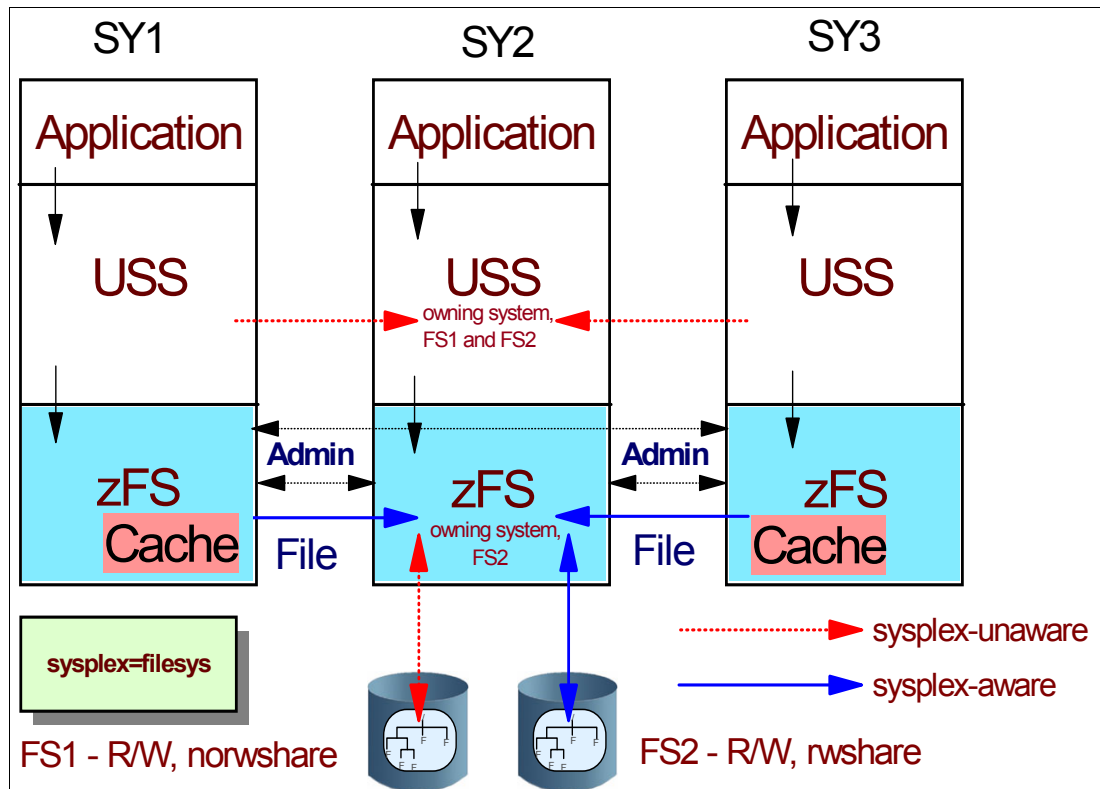 SY1
SY2
SY3
Application
Application
Application
USS
USS
USS
owning system,
FS1 and FS2
Admin
Admin
zFS
zFS
zFS
Cache
owning system,
FS2
Cache
File
File
sysplex=filesys
sysplex-unaware
sysplex-aware
/
F
F
F
F
F
/
F
F
F
F
F
FS1 - R/W, norwshare
FS2 - R/W, rwshare